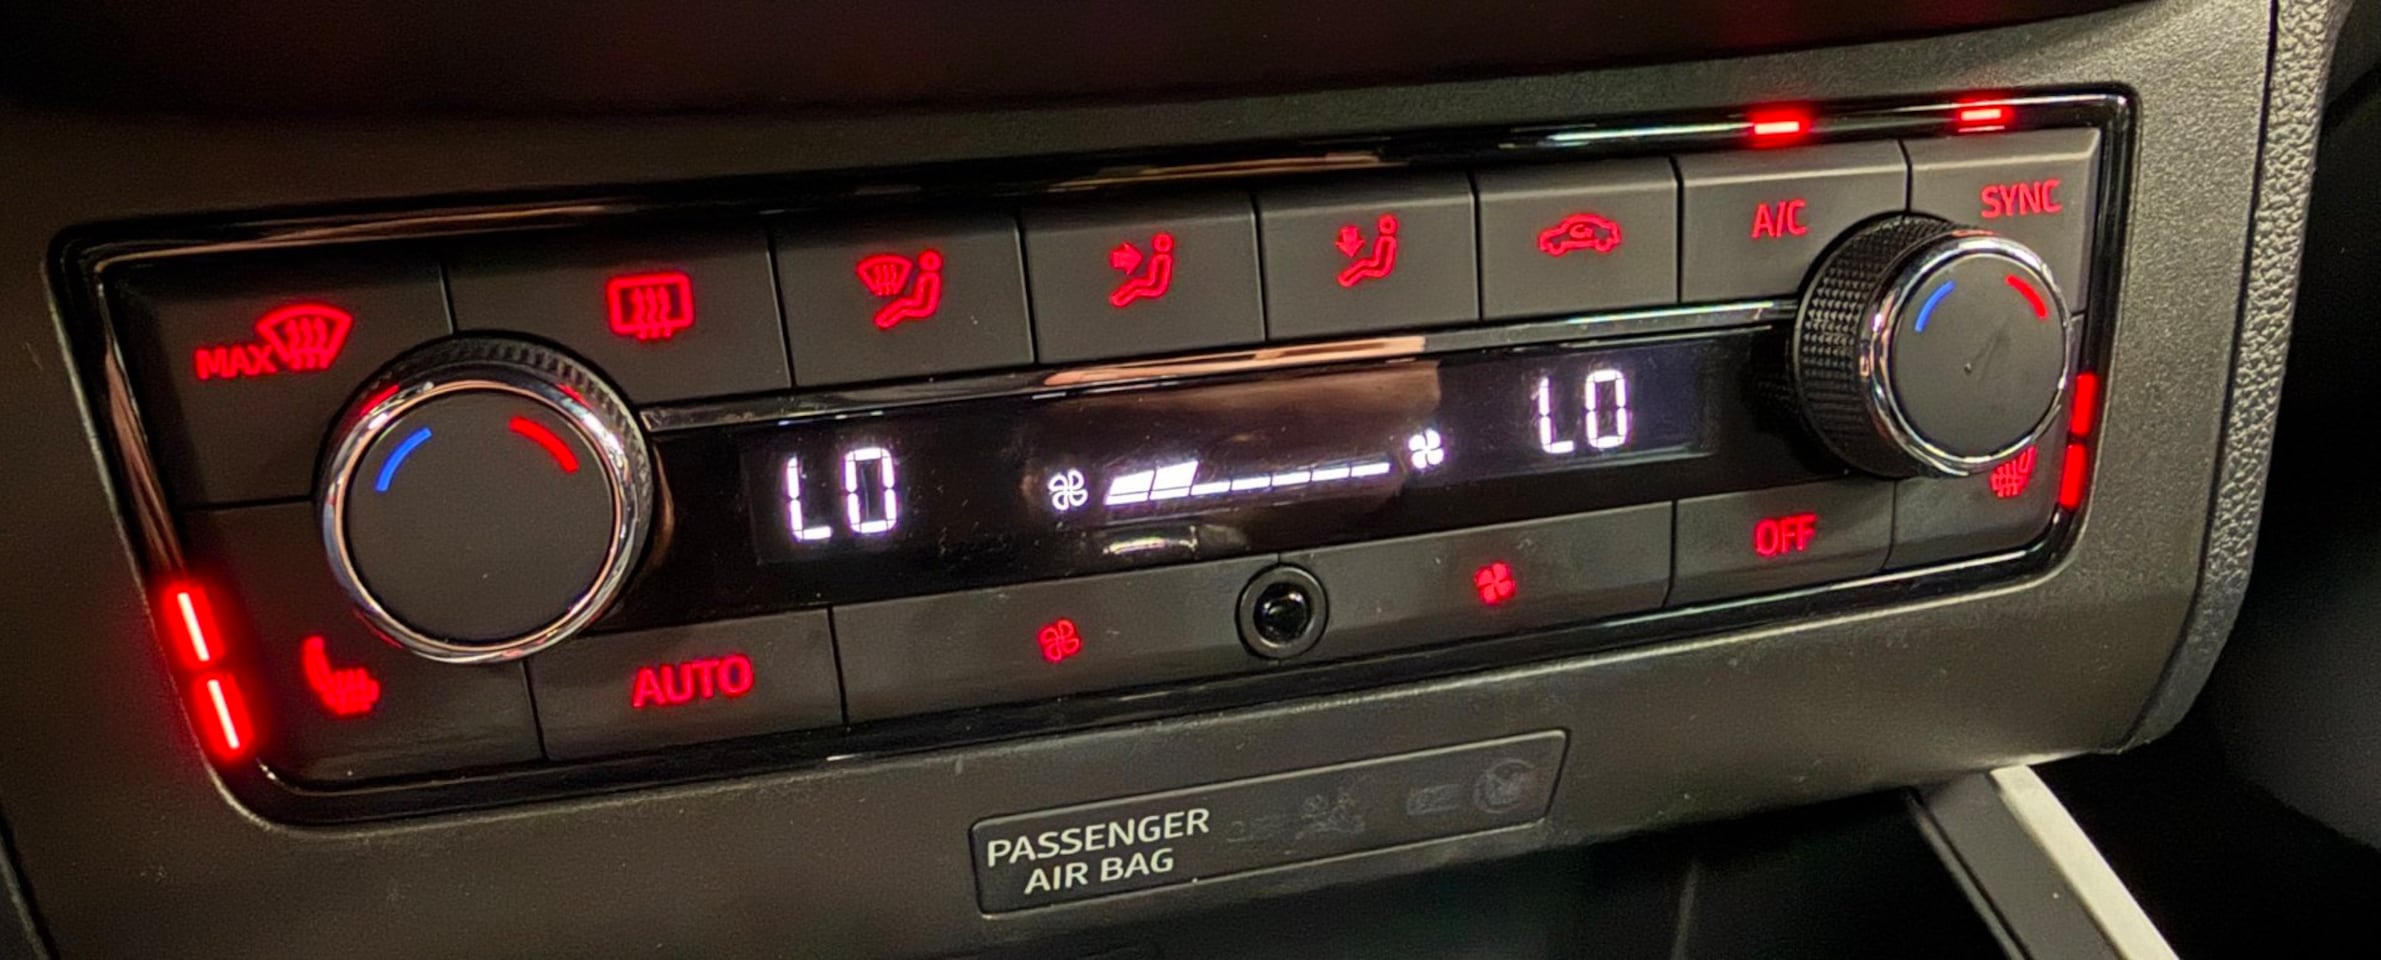 MAX
A/C
SYNC
LO
LO
AUTO
OFF
PASSENGER
AIR BAG